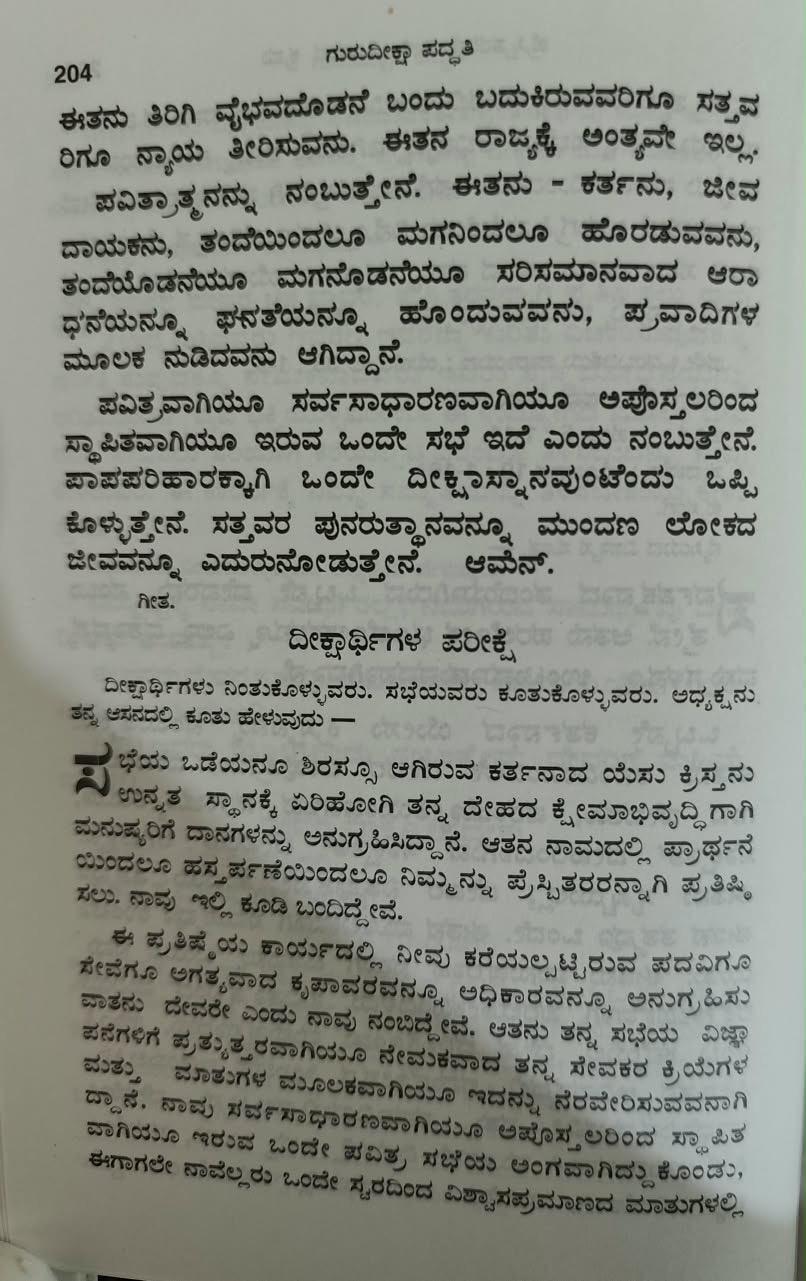 204
ಗುರುದೀಕ್ಷಾ ಪದ್ಧತಿ
ಈತನು ತಿರಿಗಿ ವೈಭವದೊಡನೆ ಬಂದು ಬದುಕಿರುವವರಿಗೂ ಸತ್ತವ
ರಿಗೂ ನ್ಯಾಯ ತೀರಿಸುವನು. ಈತನ ರಾಜ್ಯಕ್ಕೆ ಅಂತ್ಯವೇ ಇಲ್ಲ.
ಪವಿತ್ರಾತ್ಮನನ್ನು ನಂಬುತ್ತೇನೆ. ಈತನು - ಕರ್ತನು, ಜೀವ
ದಾಯಕನು, ತಂದೆಯಿಂದಲೂ ಮಗನಿಂದಲೂ ಹೊರಡುವವನು,
ತಂದೆಯೊಡನೆಯೂ ಮಗನೊಡನೆಯೂ ಸರಿಸಮಾನವಾದ ಆರಾ
ಧನೆಯನ್ನೂ ಘನತೆಯನ್ನೂ ಹೊಂದುವವನು, ಪ್ರವಾದಿಗಳ
ಮೂಲಕ ನುಡಿದವನು ಆಗಿದ್ದಾನೆ.
ಪವಿತ್ರವಾಗಿಯೂ ಸರ್ವಸಾಧಾರಣವಾಗಿಯೂ ಅಪೊಸ್ತಲರಿಂದ
ಸ್ಥಾಪಿತವಾಗಿಯೂ ಇರುವ ಒಂದೇ ಸಭೆ ಇದೆ ಎಂದು ನಂಬುತ್ತೇನೆ.
ಪಾಪಪರಿಹಾರಕ್ಕಾಗಿ ಒಂದೇ ದೀಕ್ಷಾಸ್ನಾನವುಂಟೆಂದು ಒಪ್ಪಿ
ಕೊಳ್ಳುತ್ತೇನೆ. ಸತ್ತವರ ಪುನರುತ್ಥಾನವನ್ನೂ ಮುಂದಣ ಲೋಕದ
ಜೀವವನ್ನೂ ಎದುರುನೋಡುತ್ತೇನೆ. ಆಮೆನ್.
ಗೀತ.
ದೀಕ್ಷಾರ್ಥಿಗಳ ಪರೀಕ್ಷೆ
ದೀಕ್ಷಾರ್ಥಿಗಳು ನಿಂತುಕೊಳ್ಳುವರು. ಸಭೆಯವರು ಕೂತುಕೊಳ್ಳುವರು. ಅಧ್ಯಕ್ಷನು
ತನ್ನ ಆಸನದಲ್ಲಿ ಕೂತು ಹೇಳುವುದು —
ಸಭೆಯ ಒಡೆಯನೂ ಶಿರಸ್ಸೂ ಆಗಿರುವ ಕರ್ತನಾದ ಯೆಸು ಕ್ರಿಸ್ತನು
ಉನ್ನತ ಸ್ಥಾನಕ್ಕೆ ಏರಿಹೋಗಿ ತನ್ನ ದೇಹದ ಕ್ಷೇಮಾಭಿವೃದ್ಧಿಗಾಗಿ
ಮನುಷ್ಯರಿಗೆ ದಾನಗಳನ್ನು ಅನುಗ್ರಹಿಸಿದ್ದಾನೆ. ಆತನ ನಾಮದಲ್ಲಿ ಪ್ರಾರ್ಥನೆ
ಯಿಂದಲೂ ಹಸ್ತರ್ಪಣೆಯಿಂದಲೂ ನಿಮ್ಮನ್ನು ಪ್ರೆಸ್ಬಿತರರನ್ನಾಗಿ ಪ್ರತಿಷ್ಠಿ
ಸಲು. ನಾವು ಇಲ್ಲಿ ಕೂಡಿ ಬಂದಿದ್ದೇವೆ.
ಈ ಪ್ರತಿಷ್ಠೆಯ ಕಾರ್ಯದಲ್ಲಿ ನೀವು ಕರೆಯಲ್ಪಟ್ಟಿರುವ ಪದವಿಗೂ
ಸೇವೆಗೂ ಅಗತ್ಯವಾದ ಕೃಪಾವರವನ್ನೂ ಅಧಿಕಾರವನ್ನೂ ಅನುಗ್ರಹಿಸು
ವಾತನು ದೇವರೇ ಎಂದು ನಾವು ನಂಬಿದ್ದೇವೆ. ಆತನು ತನ್ನ ಸಭೆಯ ವಿಜ್ಞಾ
ಪನೆಗಳಿಗೆ ಪ್ರತ್ಯುತ್ತರವಾಗಿಯೂ ನೇಮಕವಾದ ತನ್ನ ಸೇವಕರ ಕ್ರಿಯೆಗಳ
ಮತ್ತು ಮಾತುಗಳ ಮೂಲಕವಾಗಿಯೂ ಇದನ್ನು ನೆರವೇರಿಸುವವನಾಗಿ
ದ್ದಾನೆ. ನಾವು ಸರ್ವಸಾಧಾರಣವಾಗಿಯೂ ಅಪೊಸ್ತಲರಿಂದ ಸ್ಥಾಪಿತ
ವಾಗಿಯೂ ಇರುವ ಒಂದೇ ಪವಿತ್ರ ಸಭೆಯ ಅಂಗವಾಗಿದ್ದುಕೊಂಡು,
ಈಗಾಗಲೇ ನಾವೆಲ್ಲರು ಒಂದೇ ಸ್ವರದಿಂದ ವಿಶ್ವಾಸಪ್ರಮಾಣದ ಮಾತುಗಳಲ್ಲಿ